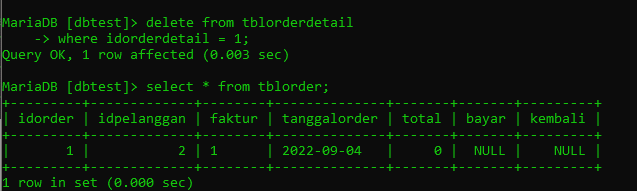 MariaDB [dbtest]> delete from tblorderdetail
    -> where idorderdetail = 1;
Query OK, 1 row affected (0.003 sec)

MariaDB [dbtest]> select * from tblorder;
+---------+-------------+--------+--------------+-------+-------+---------+
| idorder | idpelanggan | faktur | tanggalorder | total | bayar | kembali |
+---------+-------------+--------+--------------+-------+-------+---------+
|       1 |           2 | 1      | 2022-09-04   |     0 |  NULL |    NULL |
+---------+-------------+--------+--------------+-------+-------+---------+
1 row in set (0.000 sec)